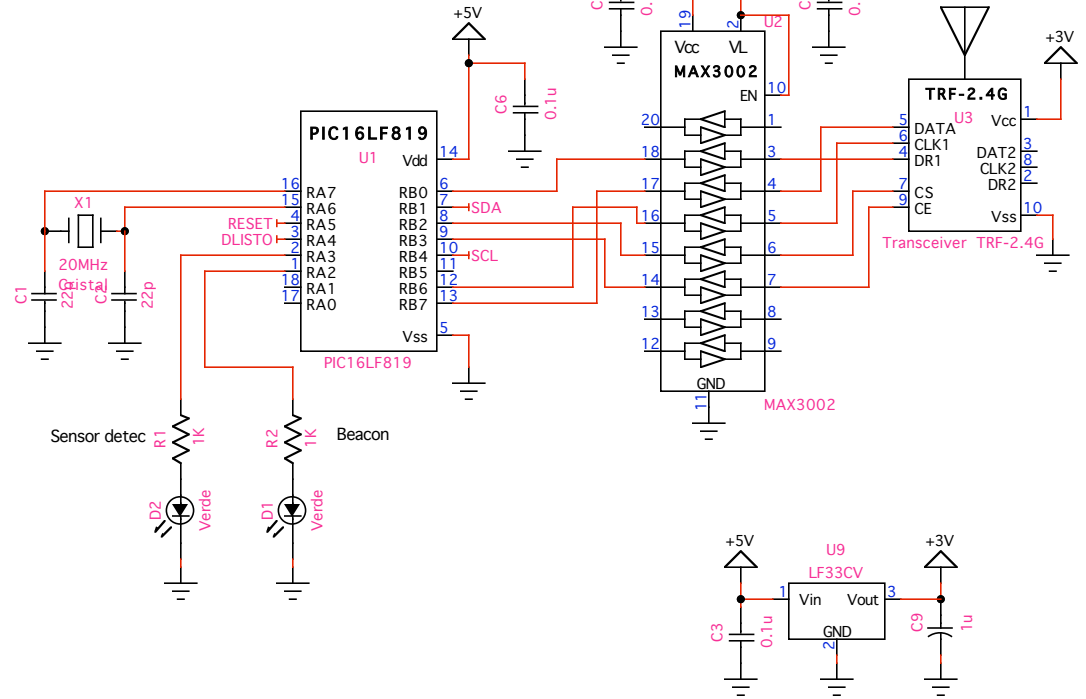 +5V
C6
0.1u
PIC16LF819
U1
Vdd
14
16
RA7
15
RA6
RESET
4
RA5
DLISTO
3
RA4
2
RA3
1
RA2
18
RA1
17
RA0
RB0
6
RB1
7
SDA
RB2
8
RB3
9
RB4
10
SCL
RB5
11
RB6
12
RB7
13
Vss
5
PIC16LF819
X1
20MHz
Cristal
C1
22p
C2
22p
Sensor detec
R1
1K
R2
1K
Beacon
D2
Verde
D1
Verde
C
0.
19
2
U2
C
0.
Vcc
VL
MAX3002
EN
10
20
1
18
3
17
4
16
5
15
6
14
7
13
8
12
9
GND
11
MAX3002
+3V
TRF-2.4G
U3
Vcc
1
5
DATA
6
CLK1
4
DR1
DAT2
3
CLK2
8
DR2
2
7
CS
9
CE
Vss
10
Transceiver TRF-2.4G
+5V
U9
LF33CV
+3V
1
Vin
Vout
3
GND
2
C3
0.1u
C9
1u